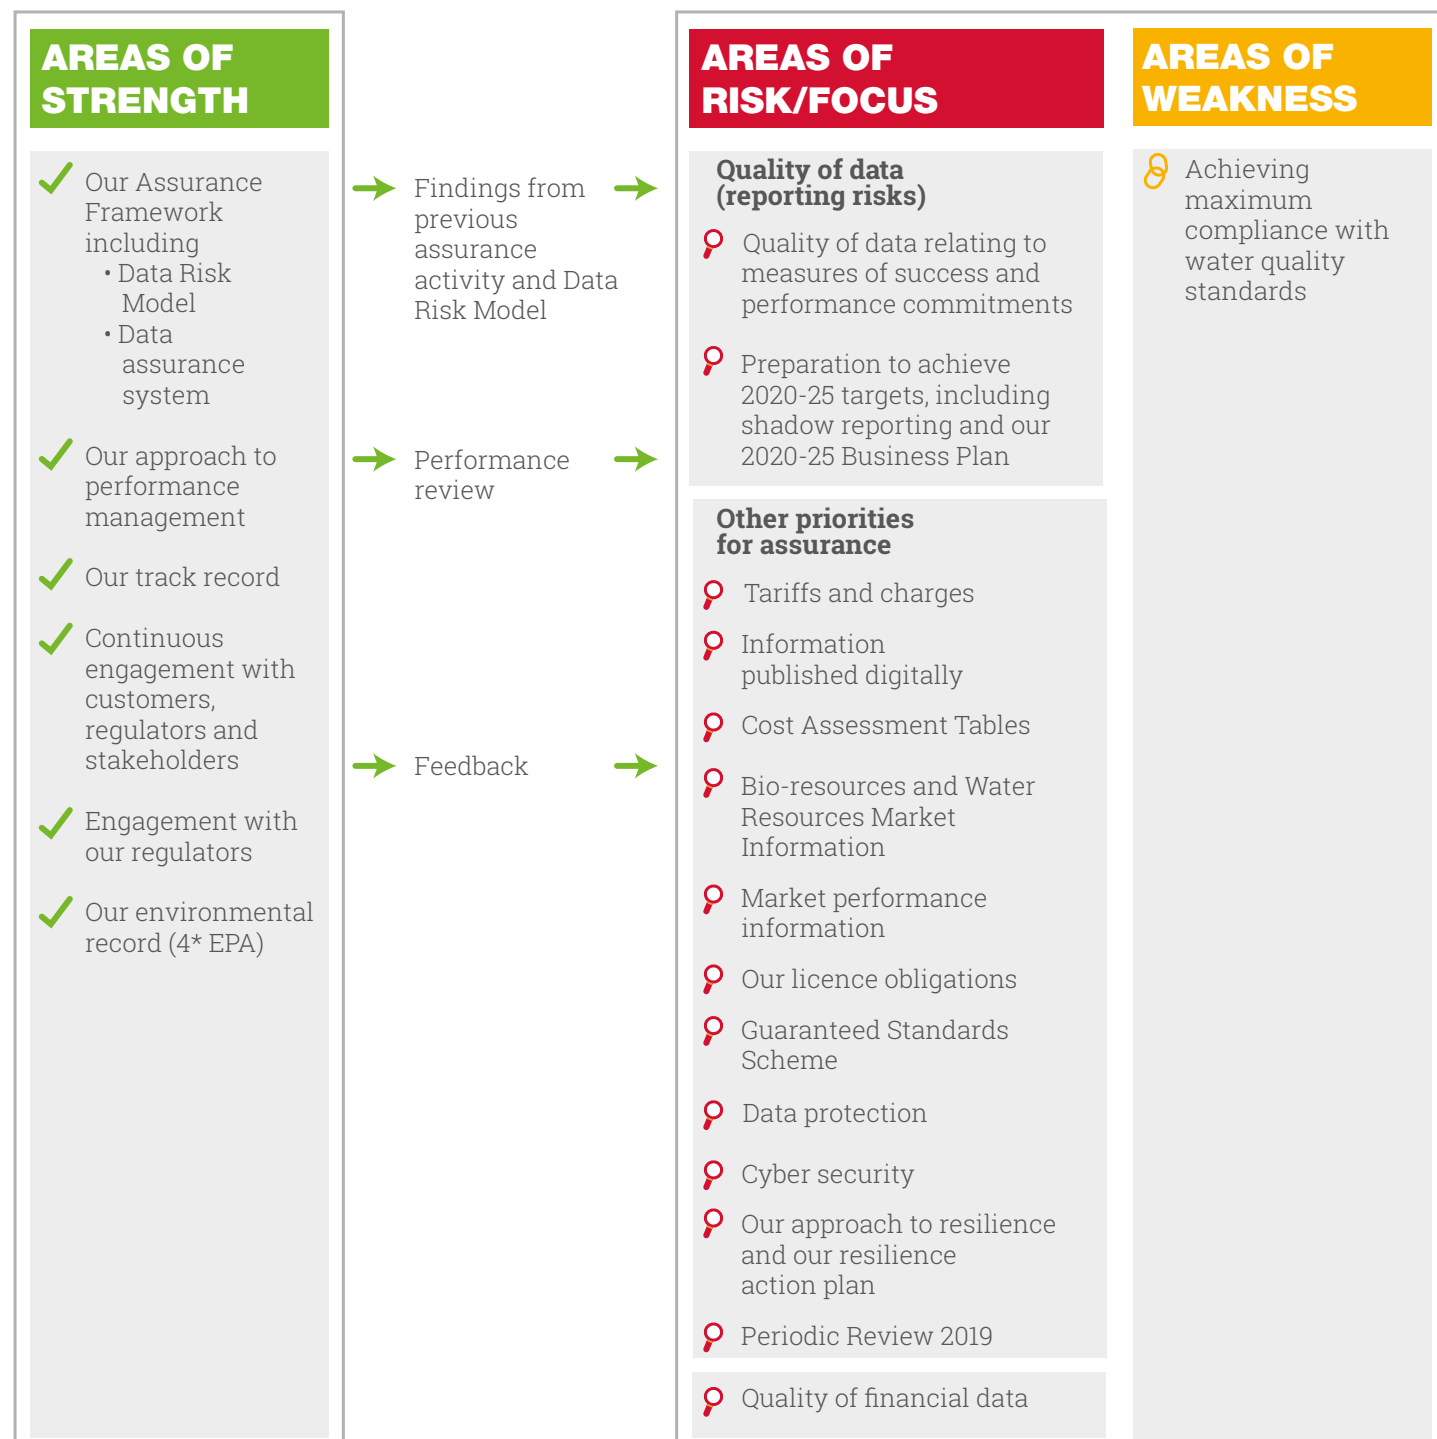 AREAS OF
STRENGTH
Our Assurance
Framework
including
• Data Risk
Model
• Data
assurance
system
Our approach to
performance
management
Our track record
Continuous
engagement with
customers,
regulators and
stakeholders
Engagement with
our regulators
Our environmental
record (4* EPA)
Findings from
previous
assurance
activity and Data
Risk Model
Performance
review
Feedback
AREAS OF
RISK/FOCUS
Quality of data
(reporting risks)
Quality of data relating to
measures of success and
performance commitments
Preparation to achieve
2020-25 targets, including
shadow reporting and our
2020-25 Business Plan
Other priorities
for assurance
Tariffs and charges
Information
published digitally
Cost Assessment Tables
Bio-resources and Water
Resources Market
Information
Market performance
information
Our licence obligations
Guaranteed Standards
Scheme
Data protection
Cyber security
Our approach to resilience
and our resilience
action plan
Periodic Review 2019
Quality of financial data
AREAS OF
WEAKNESS
Achieving
maximum
compliance with
water quality
standards